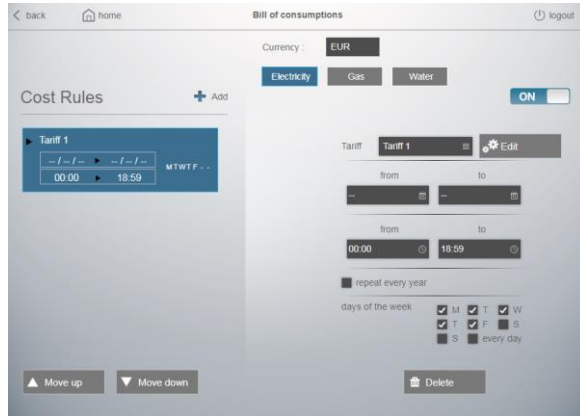 back home Bill of consumptions logout
Currency : EUR
Electricity Gas Water
Cost Rules Add
ON
Tariff 1
-- / -- / -- -- / -- / --
00:00 18:59
M T W T F - -
Tariff Tariff 1 Edit
from to
-- --
from to
00:00 18:59
repeat every year
days of the week M T W
T F S
S every day
Move up Move down Delete